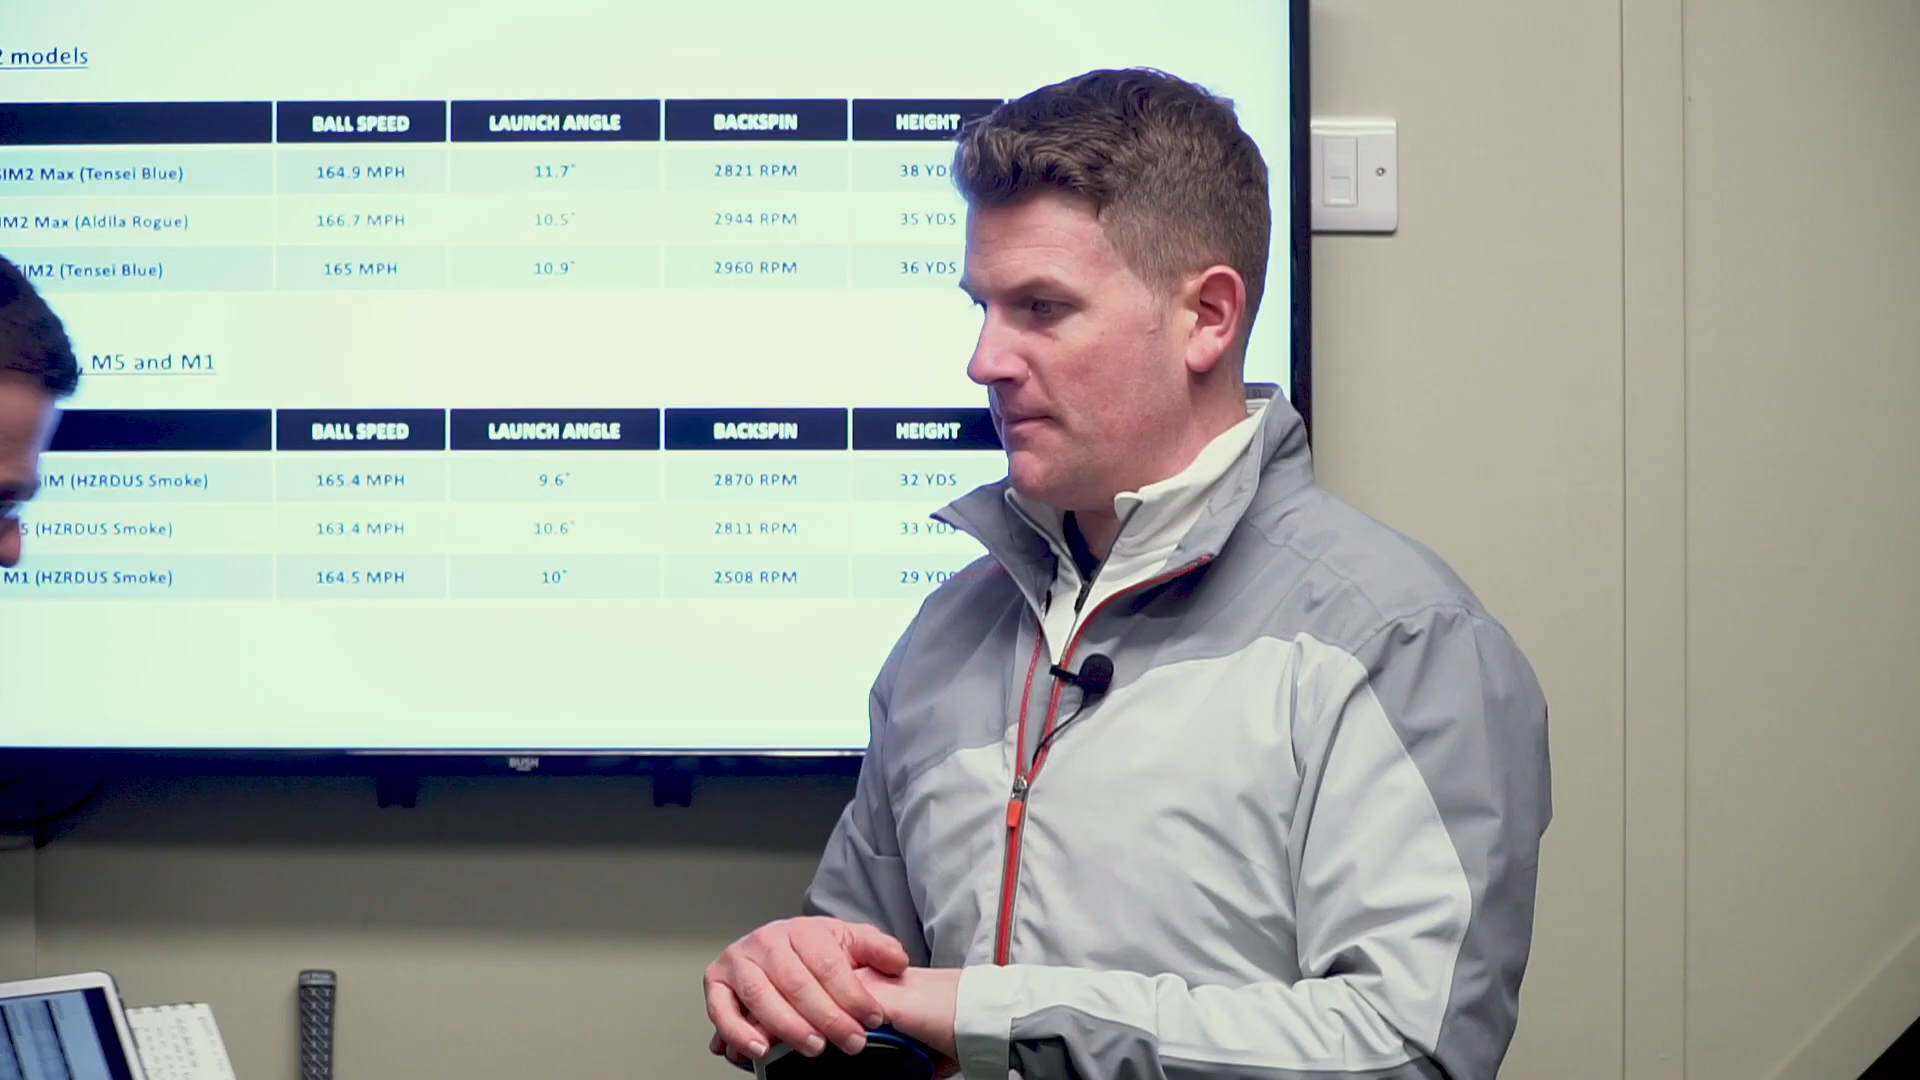 2 models
BALL SPEED LAUNCH ANGLE BACKSPIN HEIGHT
SIM2 Max (Tensei Blue) 164.9 MPH 11.7° 2821 RPM 38 YDS
IM2 Max (Aldila Rogue) 166.7 MPH 10.5° 2944 RPM 35 YDS
SIM2 (Tensei Blue) 165 MPH 10.9° 2960 RPM 36 YDS
, M5 and M1
BALL SPEED LAUNCH ANGLE BACKSPIN HEIGHT
SIM (HZRDUS Smoke) 165.4 MPH 9.6° 2870 RPM 32 YDS
5 (HZRDUS Smoke) 163.4 MPH 10.6° 2811 RPM 33 YDS
M1 (HZRDUS Smoke) 164.5 MPH 10° 2508 RPM 29 YDS
BUSH